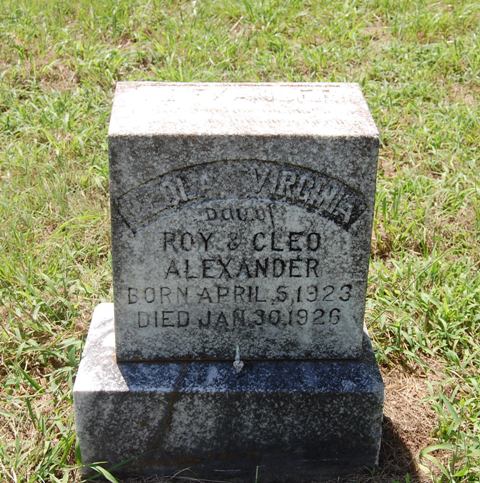 VIRGINIA
DAU OF
ROY & CLEO
ALEXANDER
BORN APRIL 5, 1923
DIED JAN. 30, 1926